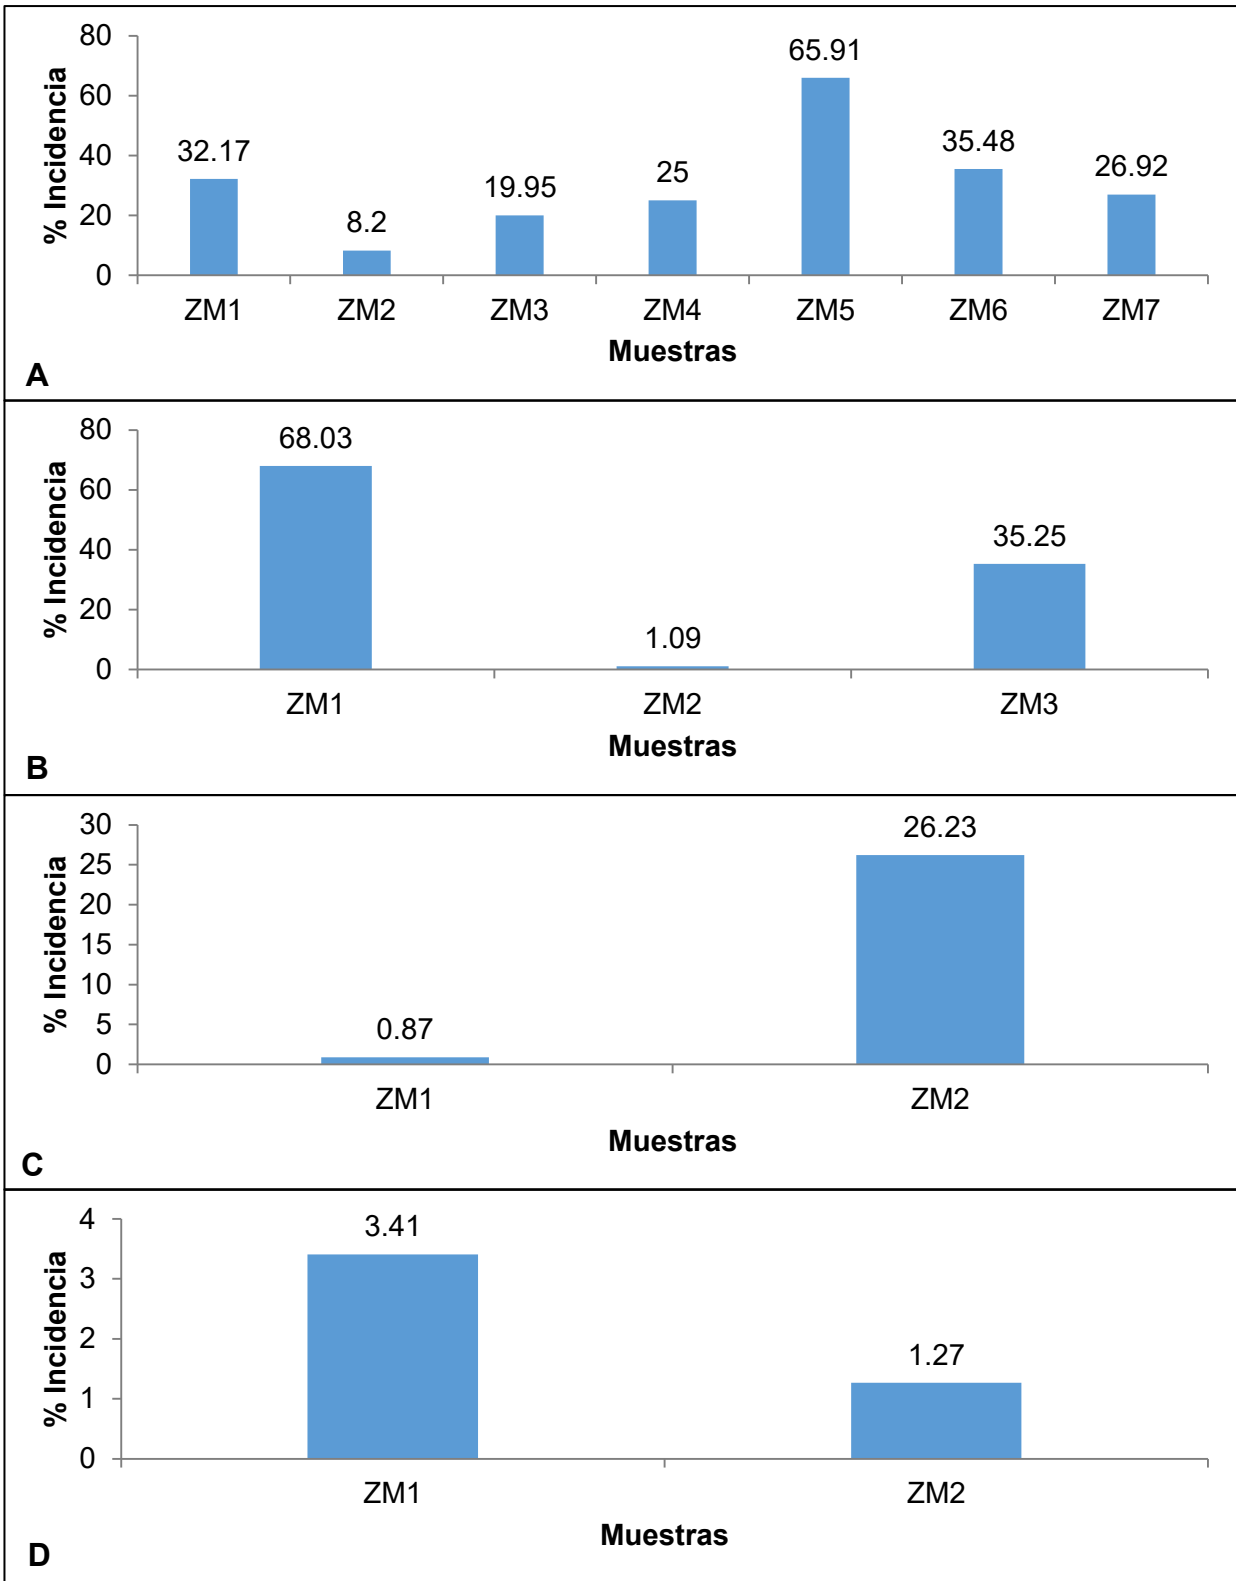 80
60
40
20
0
% Incidencia
32.17
8.2
19.95
25
65.91
35.48
26.92
ZM1 ZM2 ZM3 ZM4 ZM5 ZM6 ZM7
Muestras
A
80
60
40
20
0
% Incidencia
68.03
1.09
35.25
ZM1 ZM2 ZM3
Muestras
B
30
25
20
15
10
5
0
% Incidencia
0.87
26.23
ZM1 ZM2
Muestras
C
4
3
2
1
0
% Incidencia
3.41
1.27
ZM1 ZM2
Muestras
D